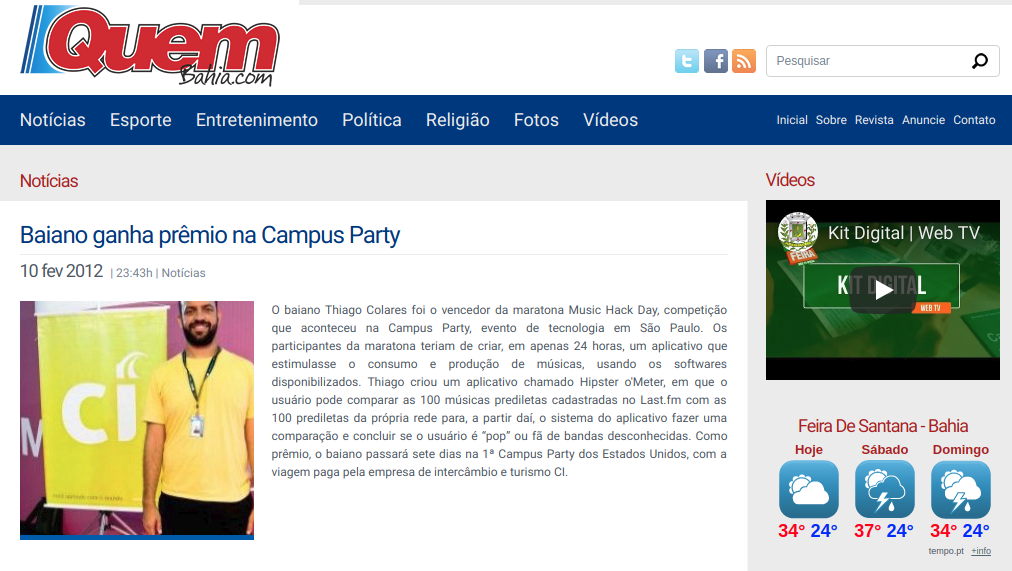 Quem
Bahia.com
Pesquisar
Notícias Esporte Entretenimento Política Religião Fotos Vídeos
Inicial Sobre Revista Anuncie Contato
Notícias
Baiano ganha prêmio na Campus Party
10 fev 2012 | 23:43h | Notícias
ci
O baiano Thiago Colares foi o vencedor da maratona Music Hack Day, competição
que aconteceu na Campus Party, evento de tecnologia em São Paulo. Os
participantes da maratona teriam de criar, em apenas 24 horas, um aplicativo que
estimulasse o consumo e produção de músicas, usando os softwares
disponibilizados. Thiago criou um aplicativo chamado Hipster o'Meter, em que o
usuário pode comparar as 100 músicas prediletas cadastradas no Last.fm com as
100 prediletas da própria rede para, a partir daí, o sistema do aplicativo fazer uma
comparação e concluir se o usuário é “pop” ou fã de bandas desconhecidas. Como
prêmio, o baiano passará sete dias na 1ª Campus Party dos Estados Unidos, com a
viagem paga pela empresa de intercâmbio e turismo CI.
Vídeos
Kit Digital | Web TV
FEIRA
KIT DIGITAL
WEB TV
Feira De Santana - Bahia
Hoje Sábado Domingo
34° 24° 37° 24° 34° 24°
tempo.pt +info